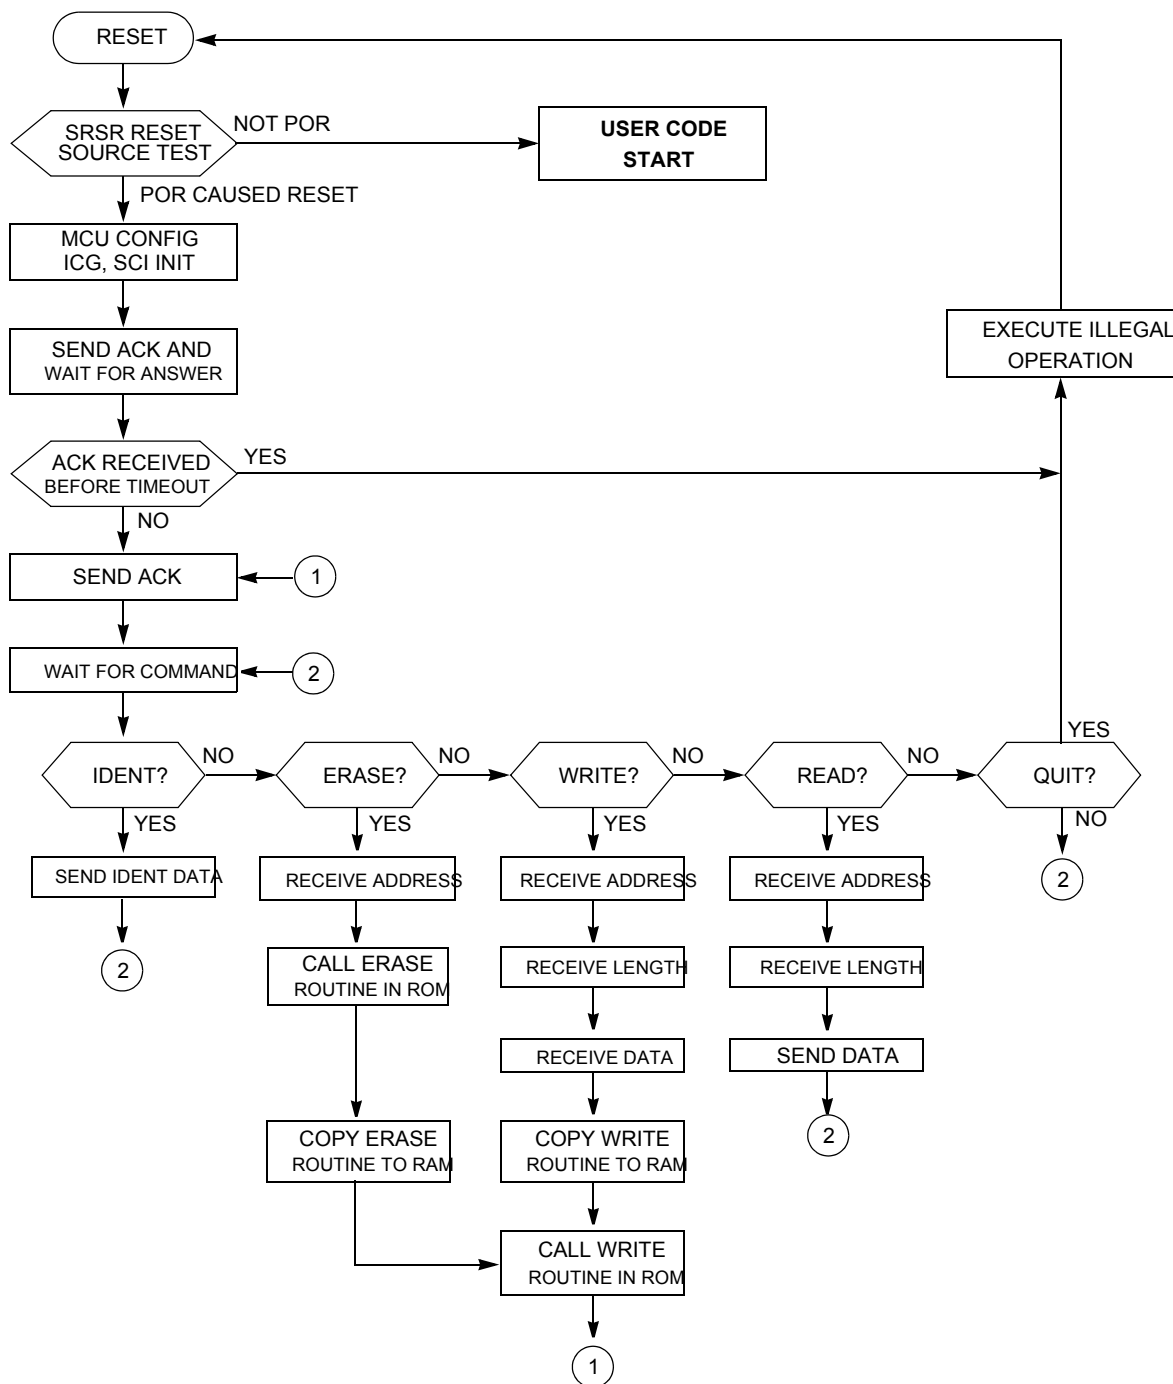 RESET
SRSR RESET
SOURCE TEST
NOT POR
USER CODE
START
POR CAUSED RESET
MCU CONFIG
ICG, SCI INIT
EXECUTE ILLEGAL
OPERATION
SEND ACK AND
WAIT FOR ANSWER
ACK RECEIVED
BEFORE TIMEOUT
YES
NO
SEND ACK
1
WAIT FOR COMMAND
2
IDENT?
NO
ERASE?
NO
WRITE?
NO
READ?
NO
QUIT?
YES
YES
YES
YES
YES
NO
SEND IDENT DATA
RECEIVE ADDRESS
RECEIVE ADDRESS
RECEIVE ADDRESS
2
2
CALL ERASE
ROUTINE IN ROM
RECEIVE LENGTH
RECEIVE LENGTH
RECEIVE DATA
SEND DATA
COPY ERASE
ROUTINE TO RAM
COPY WRITE
ROUTINE TO RAM
2
CALL WRITE
ROUTINE IN ROM
1